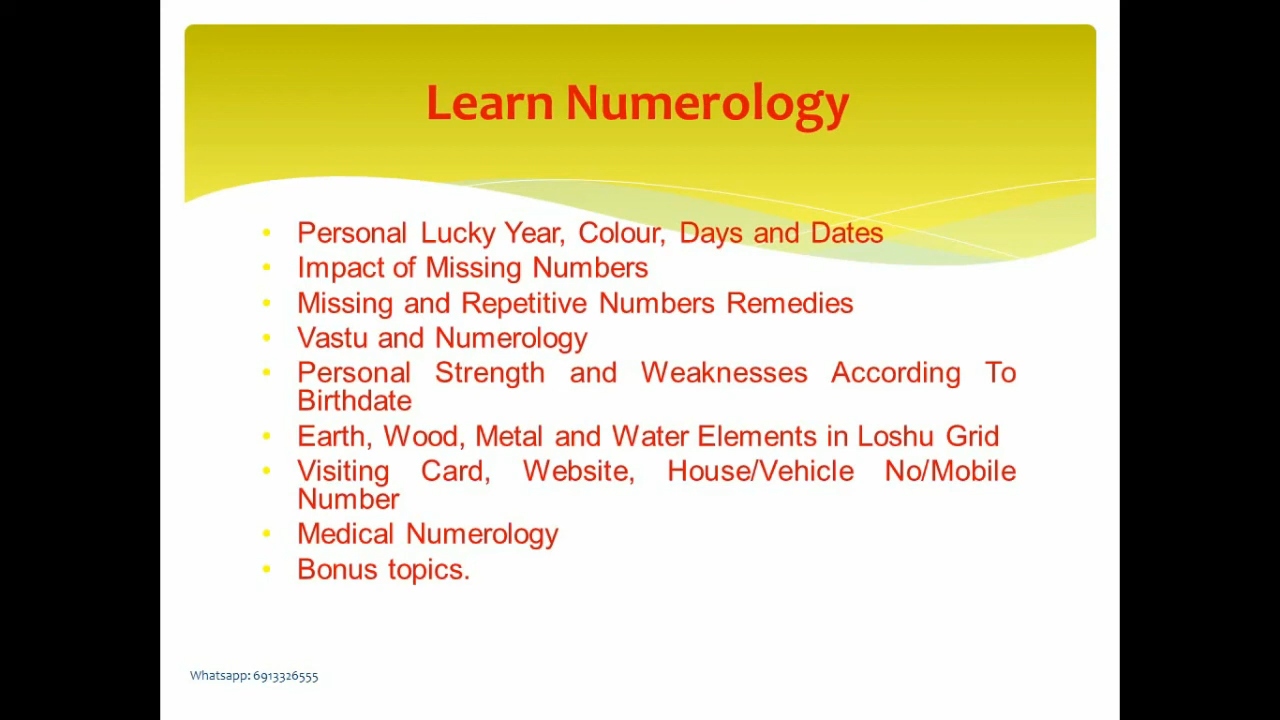 Learn Numerology
• Personal Lucky Year, Colour, Days and Dates
• Impact of Missing Numbers
• Missing and Repetitive Numbers Remedies
• Vastu and Numerology
• Personal Strength and Weaknesses According To
Birthdate
• Earth, Wood, Metal and Water Elements in Loshu Grid
• Visiting Card, Website, House/Vehicle No/Mobile
Number
• Medical Numerology
• Bonus topics.
Whatsapp: 6913326555